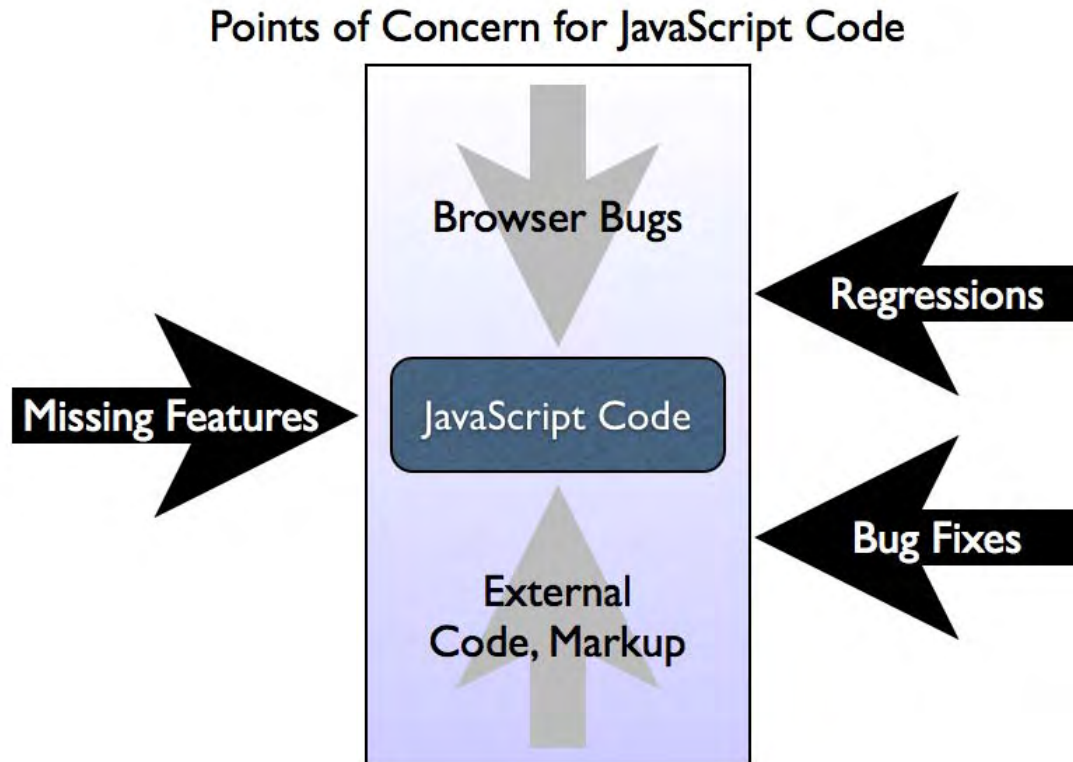 Points of Concern for JavaScript Code
Browser Bugs
Regressions
Missing Features
JavaScript Code
Bug Fixes
External
Code, Markup